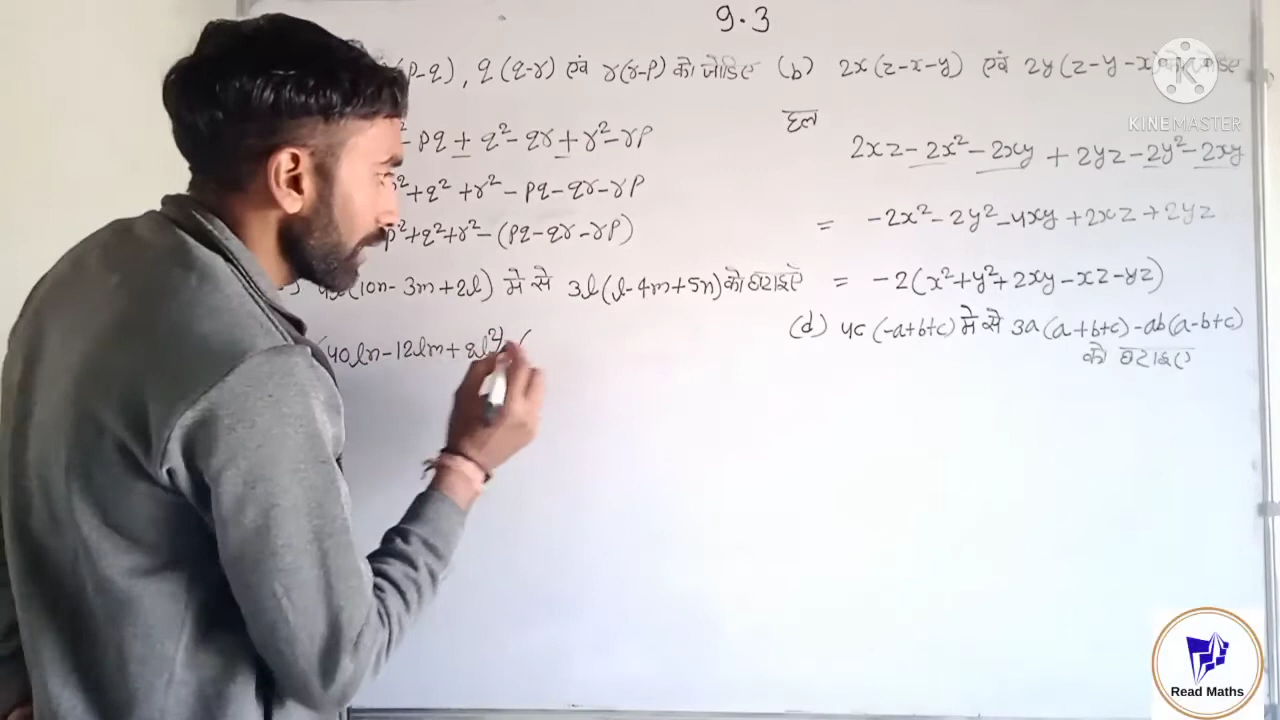 9.3
p-q), q(q-r) एवं r(r-p) को जोडिए
- pq + q² - qr + r² - rp
+ q² + r² - pq - qr - rp
p² + q² + r² - (pq - qr - rp)
(10n - 3m + 2l) में से 3l(l - 4m + 5n) को घटाइऐ
(40ln - 12lm + 8l²) - (
(b) 2x(z-x-y) एवं 2y(z-y-x)
हल
2xz - 2x² - 2xy + 2yz - 2y² - 2xy
= -2x² - 2y² - 4xy + 2xz + 2yz
= -2(x² + y² + 2xy - xz - yz)
(d) 4c(-a+b+c) में से 3a(a+b+c) - ab(a-b+c)
को घटाइए
KINEMASTER
Read Maths